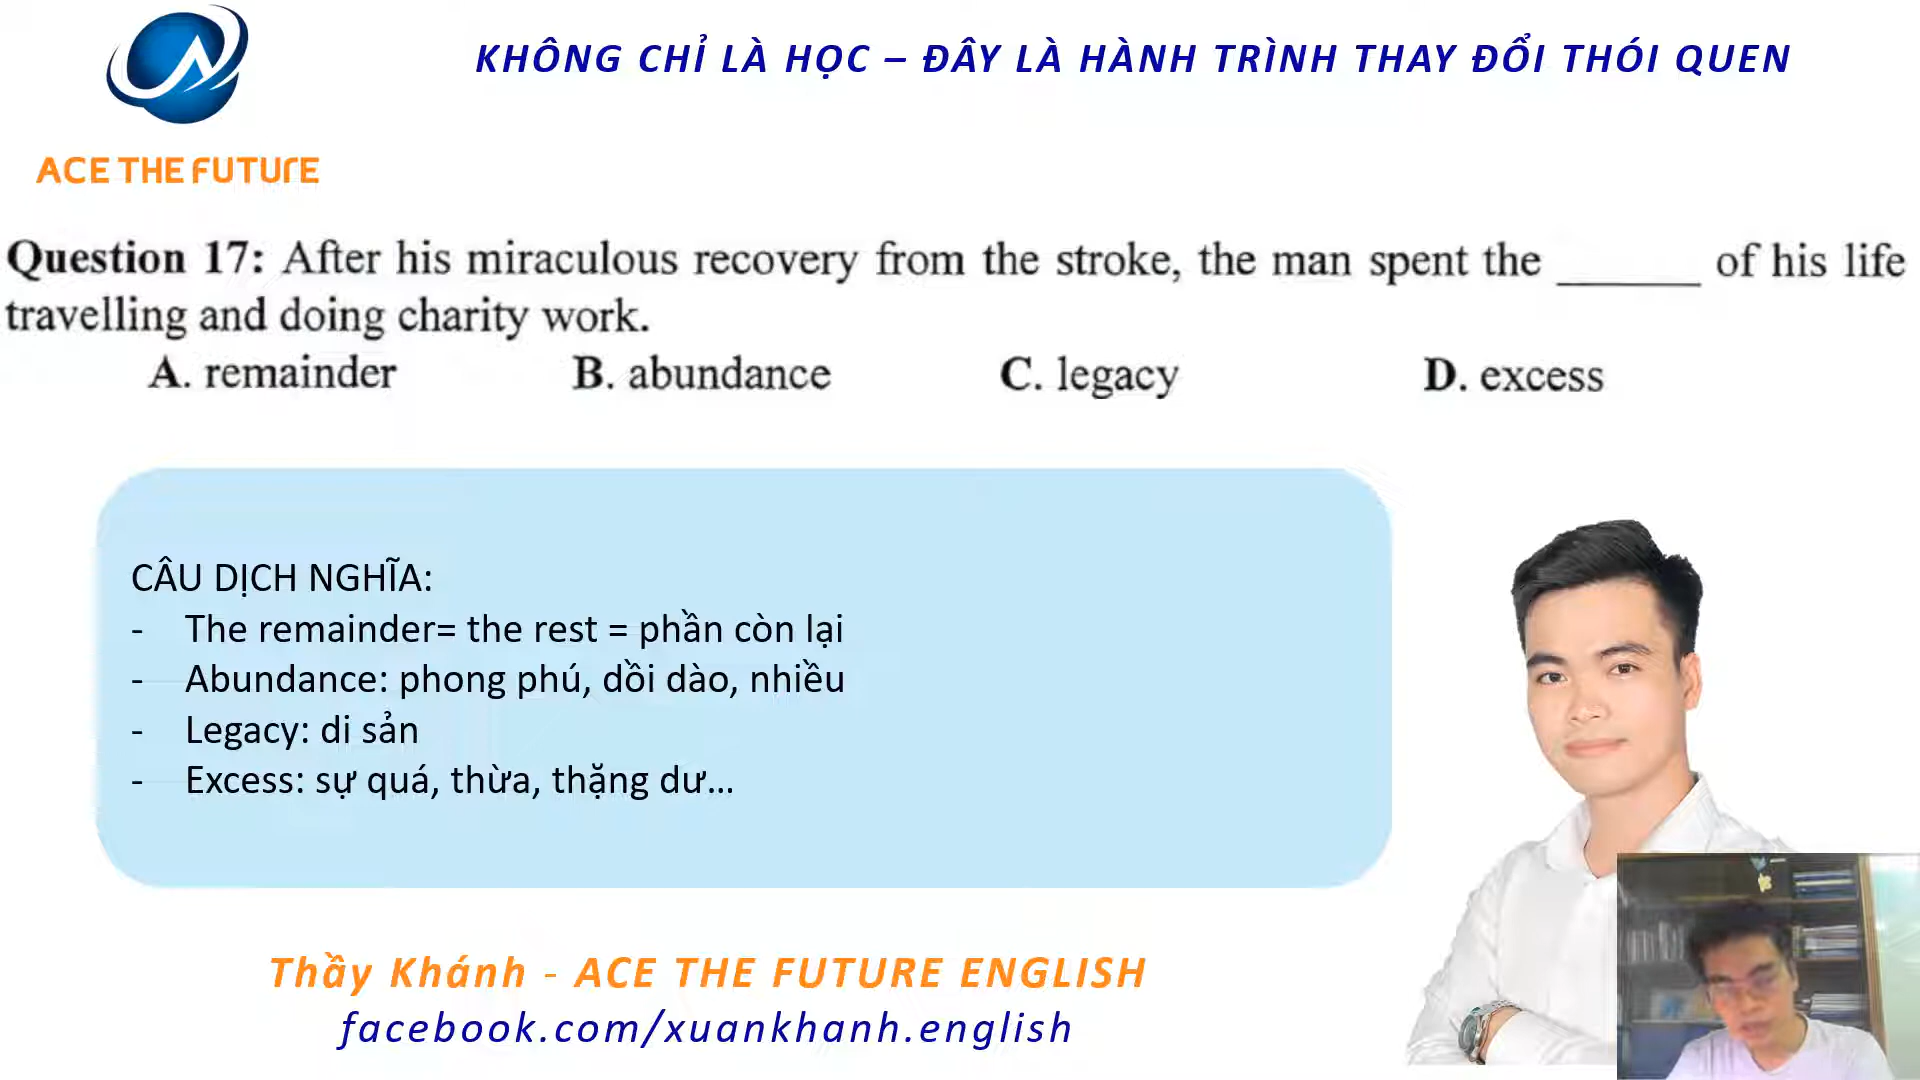 KHÔNG CHỈ LÀ HỌC – ĐÂY LÀ HÀNH TRÌNH THAY ĐỔI THÓI QUEN
ACE THE FUTURE
Question 17: After his miraculous recovery from the stroke, the man spent the ______ of his life
travelling and doing charity work.
A. remainder B. abundance C. legacy D. excess
CÂU DỊCH NGHĨA:
- The remainder= the rest = phần còn lại
- Abundance: phong phú, dồi dào, nhiều
- Legacy: di sản
- Excess: sự quá, thừa, thặng dư...
Thầy Khánh - ACE THE FUTURE ENGLISH
facebook.com/xuankhanh.english